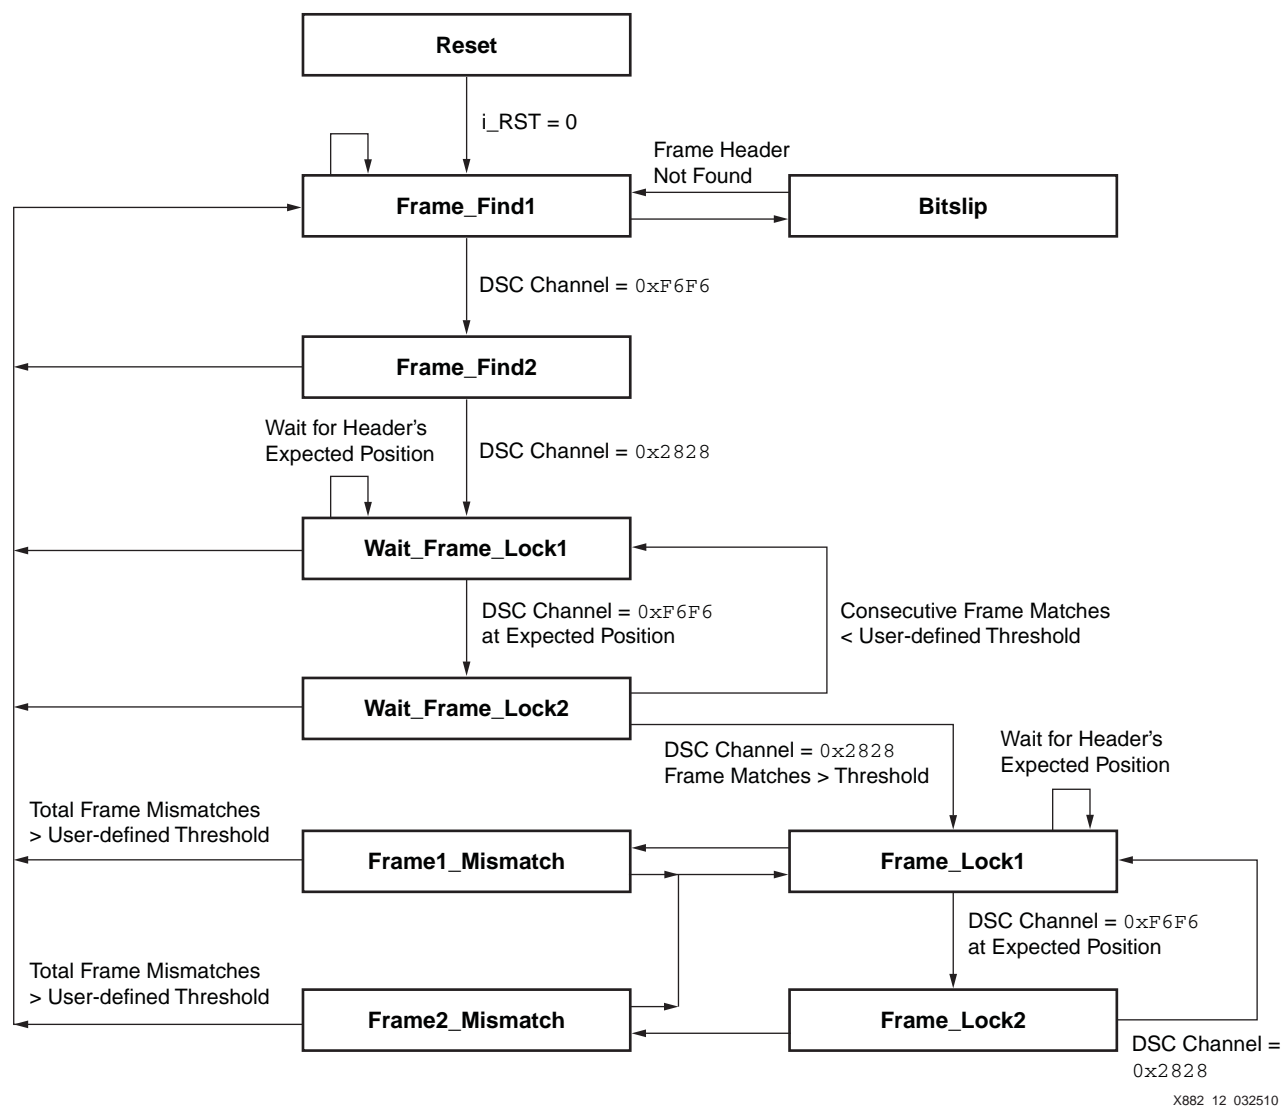 Reset
i_RST = 0
Frame Header
Not Found
Frame_Find1
Bitslip
DSC Channel = 0xF6F6
Frame_Find2
Wait for Header's
Expected Position
DSC Channel = 0x2828
Wait_Frame_Lock1
DSC Channel = 0xF6F6
at Expected Position
Consecutive Frame Matches
< User-defined Threshold
Wait_Frame_Lock2
DSC Channel = 0x2828
Frame Matches > Threshold
Wait for Header's
Expected Position
Total Frame Mismatches
> User-defined Threshold
Frame1_Mismatch
Frame_Lock1
DSC Channel = 0xF6F6
at Expected Position
Total Frame Mismatches
> User-defined Threshold
Frame2_Mismatch
Frame_Lock2
DSC Channel =
0x2828
X882_12_032510